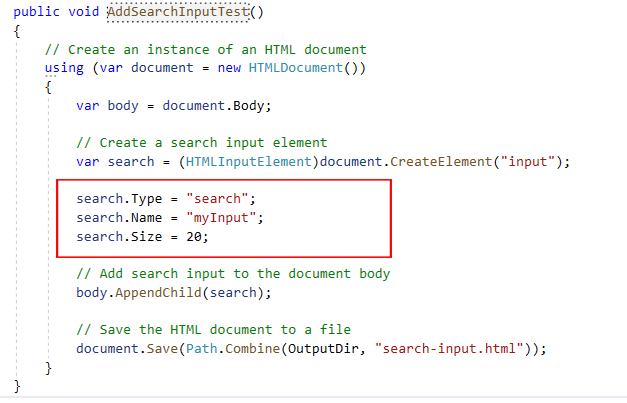 public void AddSearchInputTest()
{
// Create an instance of an HTML document
using (var document = new HTMLDocument())
{
var body = document.Body;
// Create a search input element
var search = (HTMLInputElement)document.CreateElement("input");
search.Type = "search";
search.Name = "myInput";
search.Size = 20;
// Add search input to the document body
body.AppendChild(search);
// Save the HTML document to a file
document.Save(Path.Combine(OutputDir, "search-input.html"));
}
}